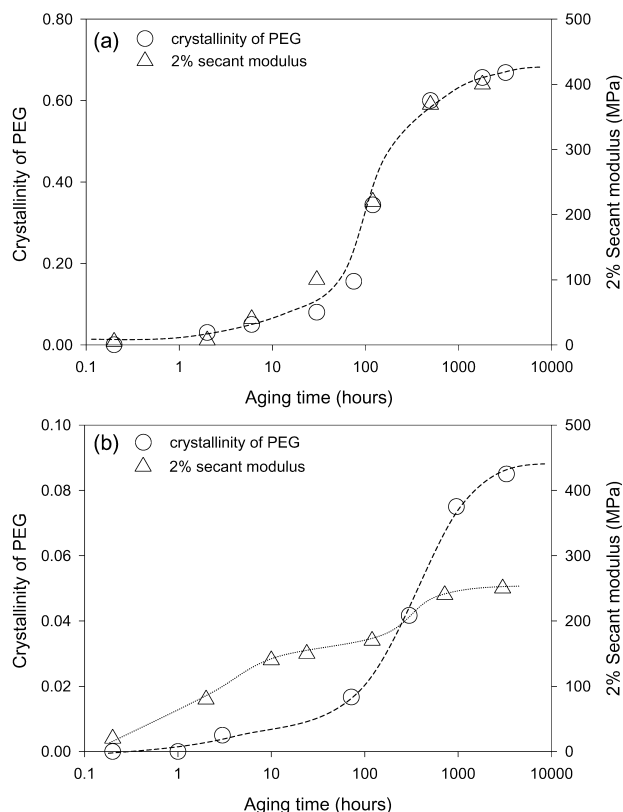 0.80
500
(a)
crystallinity of PEG
2% secant modulus
400
0.60
300
0.40
200
0.20
100
0.00
0
0.1
1
10
100
1000
10000
Crystallinity of PEG
2% Secant modulus (MPa)
Aging time (hours)
0.10
500
(b)
crystallinity of PEG
2% secant modulus
0.08
400
0.06
300
0.04
200
0.02
100
0.00
0
0.1
1
10
100
1000
10000
Crystallinity of PEG
2% Secant modulus (MPa)
Aging time (hours)